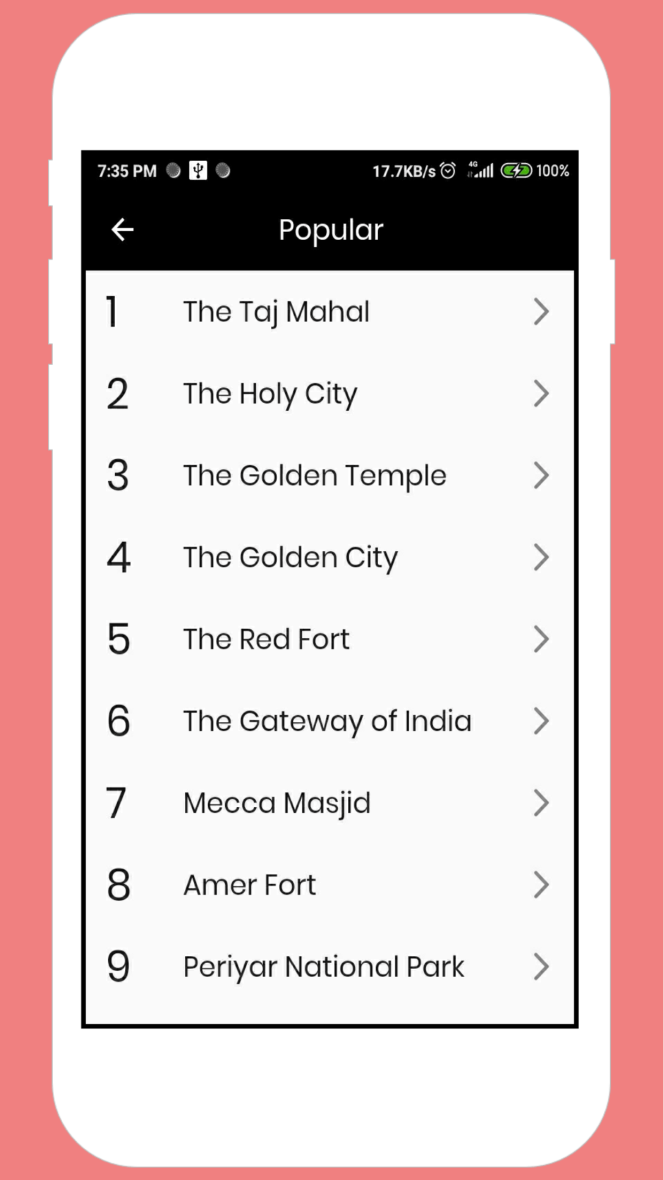 7:35 PM 17.7KB/s 4G 100%
Popular
1 The Taj Mahal
2 The Holy City
3 The Golden Temple
4 The Golden City
5 The Red Fort
6 The Gateway of India
7 Mecca Masjid
8 Amer Fort
9 Periyar National Park